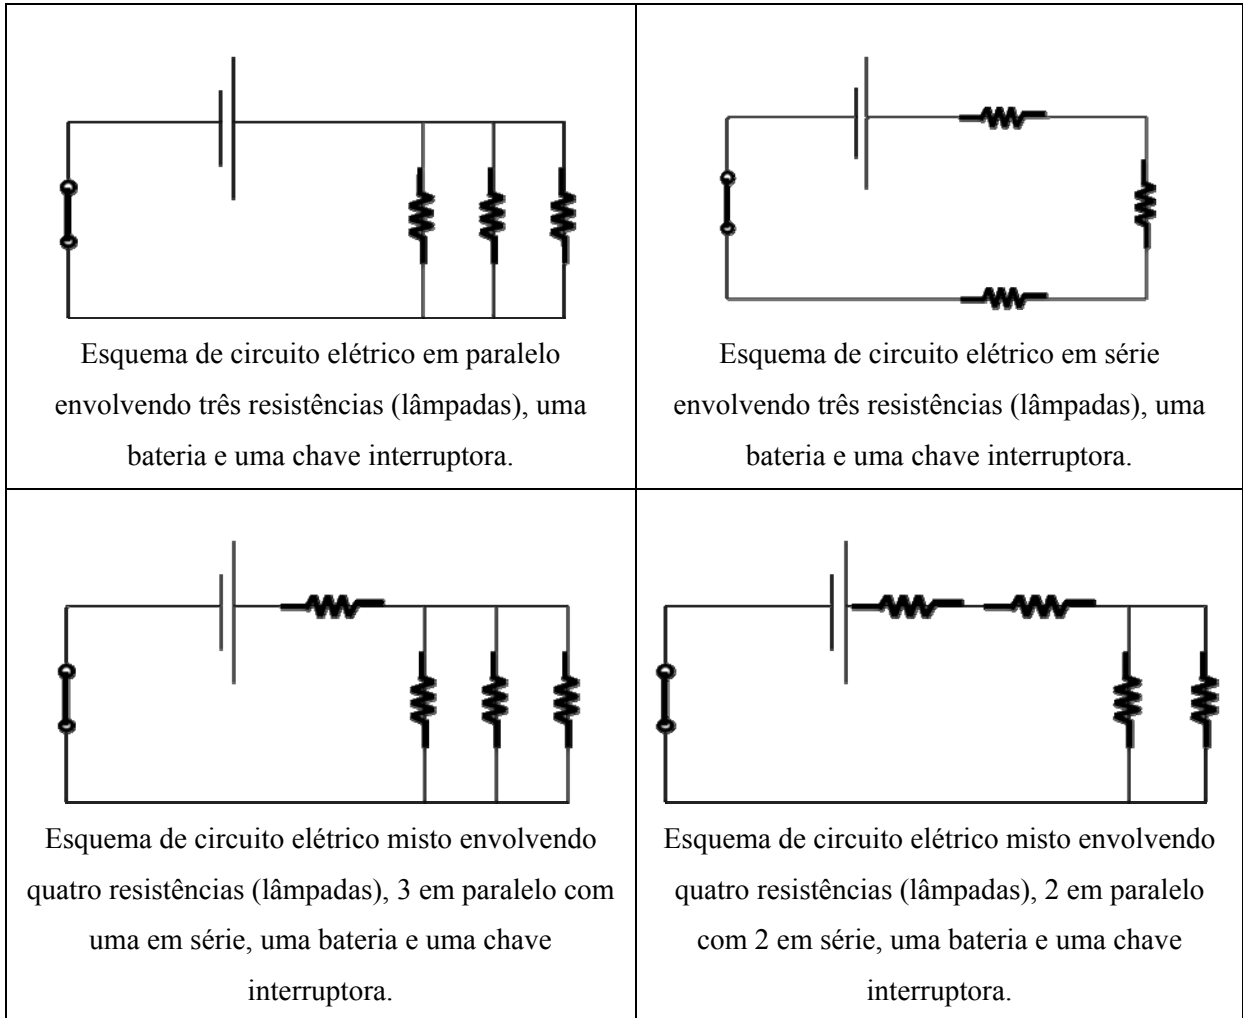 Esquema de circuito elétrico em paralelo
envolvendo três resistências (lâmpadas), uma
bateria e uma chave interruptora.
Esquema de circuito elétrico em série
envolvendo três resistências (lâmpadas), uma
bateria e uma chave interruptora.
Esquema de circuito elétrico misto envolvendo
quatro resistências (lâmpadas), 3 em paralelo com
uma em série, uma bateria e uma chave
interruptora.
Esquema de circuito elétrico misto envolvendo
quatro resistências (lâmpadas), 2 em paralelo
com 2 em série, uma bateria e uma chave
interruptora.